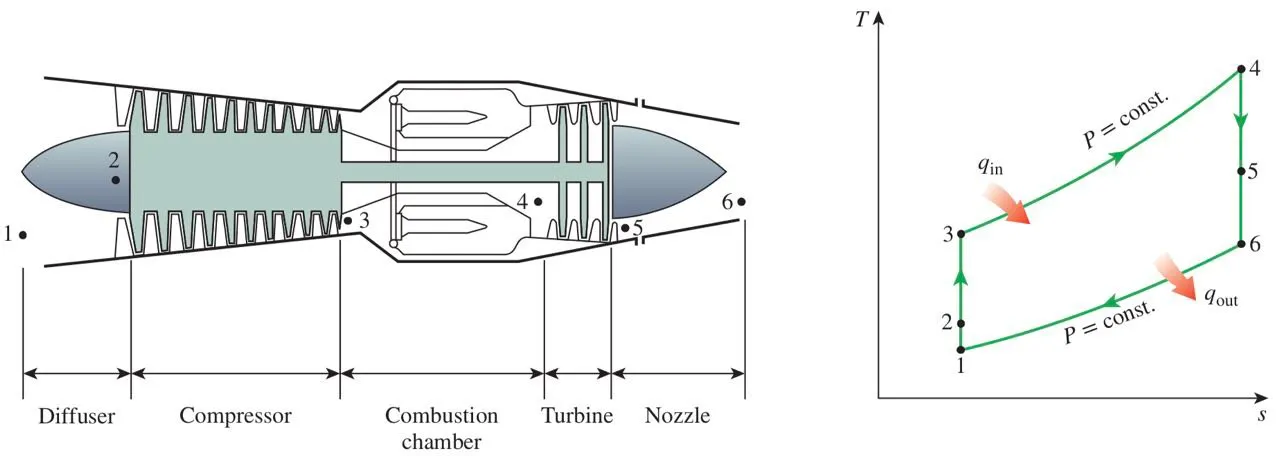 1
2
3
4
5
6
Diffuser
Compressor
Combustion
chamber
Turbine
Nozzle
T
4
P = const.
5
q_in
3
6
q_out
2
P = const.
1
s